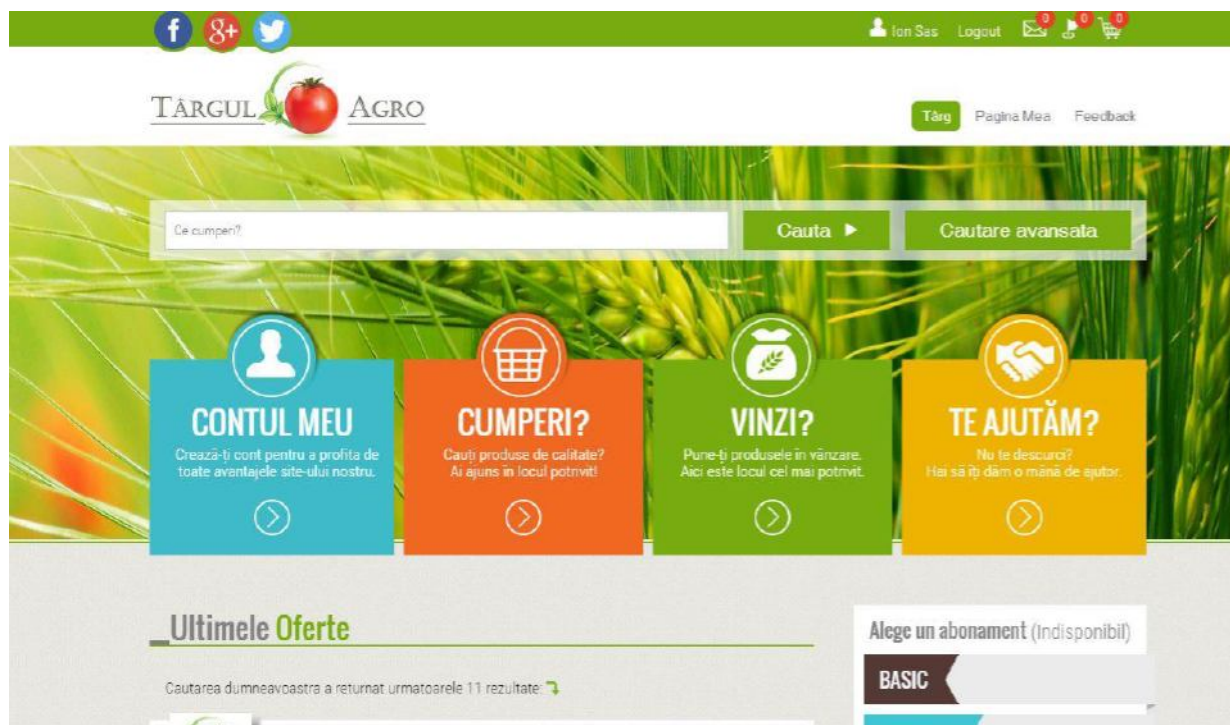 f 8+ Ion Sas Logout 0 0 0
TÂRGUL AGRO
Târg Pagina Mea Feedback
Ce cumperi? Cauta Cautare avansata
CONTUL MEU
Crează-ți cont pentru a profita de
toate avantajele site-ului nostru.
CUMPERI?
Cauți produse de calitate?
Ai ajuns în locul potrivit!
VINZI?
Pune-ți produsele in vânzare.
Aici este locul cel mai potrivit.
TE AJUTĂM?
Nu te descurci?
Hai să îți dăm o mână de ajutor.
_Ultimele Oferte
Cautarea dumneavoastra a returnat urmatoarele 11 rezultate:
Alege un abonament (Indisponibil)
BASIC